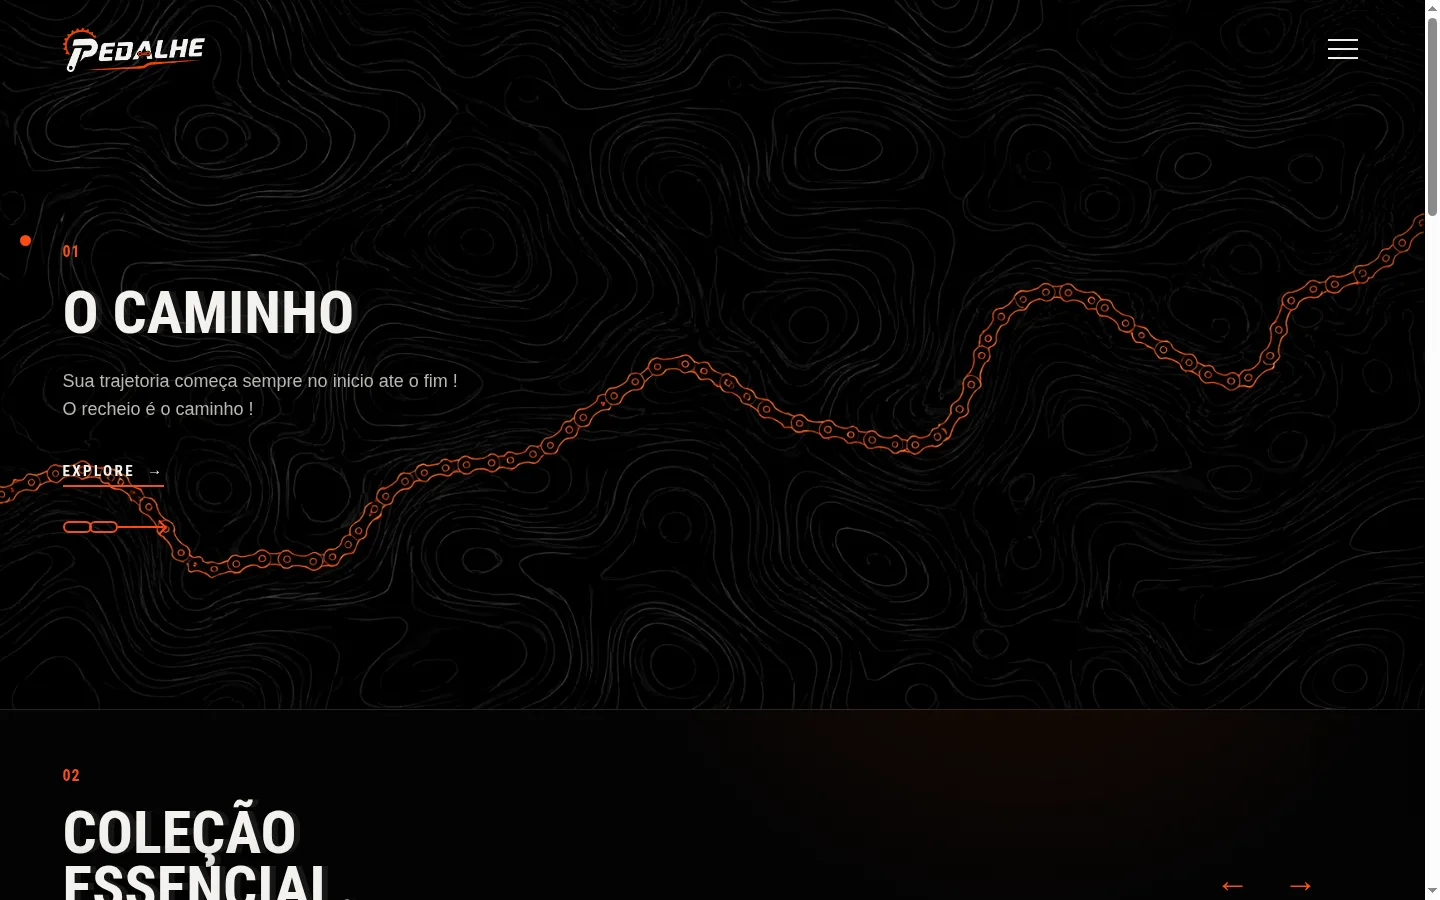 PEDALHE
01
O CAMINHO
Sua trajetoria começa sempre no inicio ate o fim !
O recheio é o caminho !
EXPLORE →
02
COLEÇÃO
ESSENCIAL.
← →